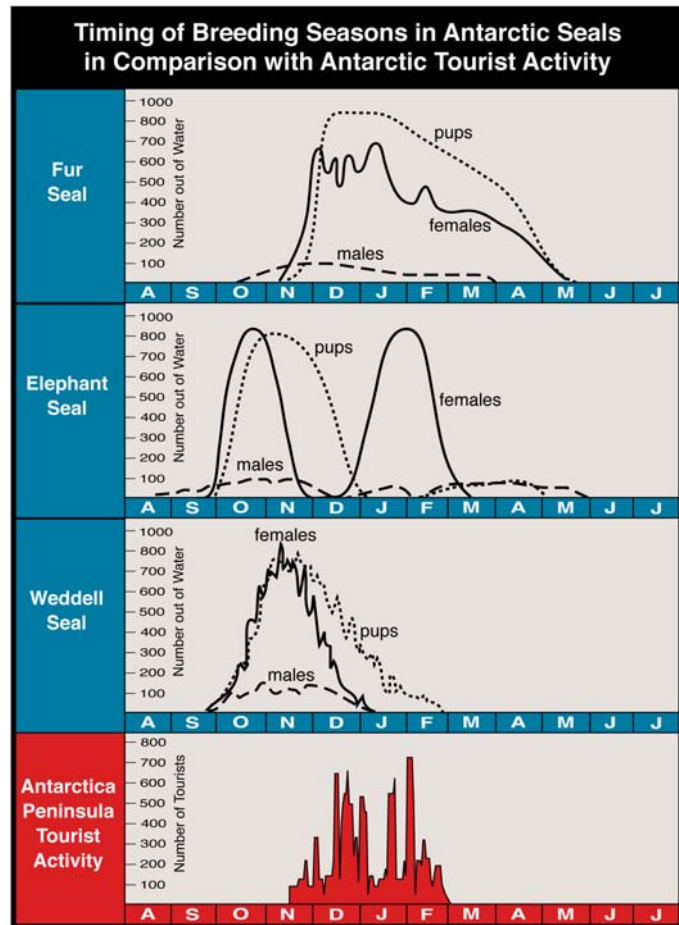 Timing of Breeding Seasons in Antarctic Seals
in Comparison with Antarctic Tourist Activity
Fur
Seal
Number out of Water
1000
800
600
500
400
300
200
100
pups
females
males
A S O N D J F M A M J J
Elephant
Seal
Number out of Water
1000
800
700
600
500
400
300
200
100
pups
females
males
A S O N D J F M A M J J
Weddell
Seal
Number out of Water
1000
800
700
600
500
400
300
200
100
females
pups
males
A S O N D J F M A M J J
Antarctica
Peninsula
Tourist
Activity
Number of Tourists
800
700
600
500
400
300
200
100
A S O N D J F M A M J J